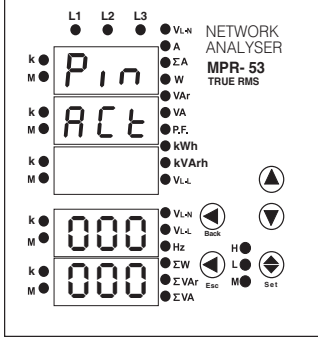 L1 L2 L3
VL-N NETWORK
A ANALYSER
k ΣA MPR- 53
M Pin W TRUE RMS
VAr
k VA
M ACt P.F.
kWh
k kVArh
M VL-L
k 000 VL-N
M VL-L Back
Hz H
k 000 ΣW L
M ΣVAr M Esc Set
ΣVA